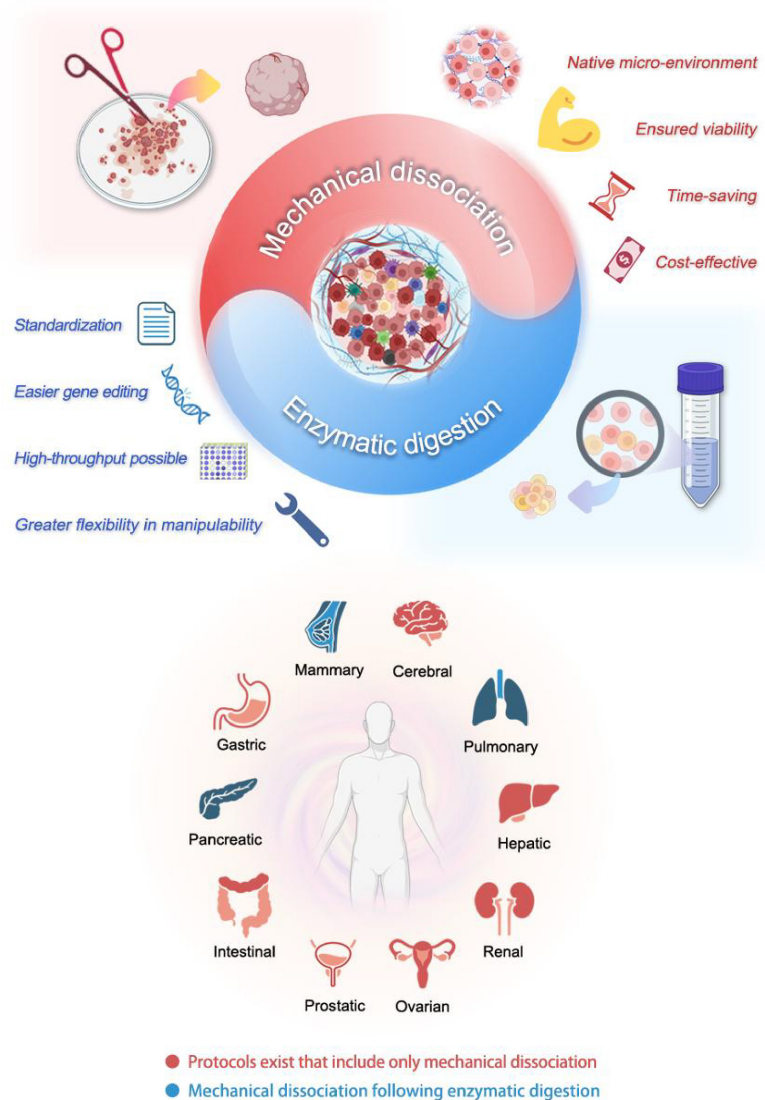 Native micro-environment
Ensured viability
Time-saving
Cost-effective
Mechanical dissociation
Enzymatic digestion
Standardization
Easier gene editing
High-throughput possible
Greater flexibility in manipulability
Mammary
Cerebral
Gastric
Pulmonary
Pancreatic
Hepatic
Intestinal
Renal
Prostatic
Ovarian
Protocols exist that include only mechanical dissociation
Mechanical dissociation following enzymatic digestion